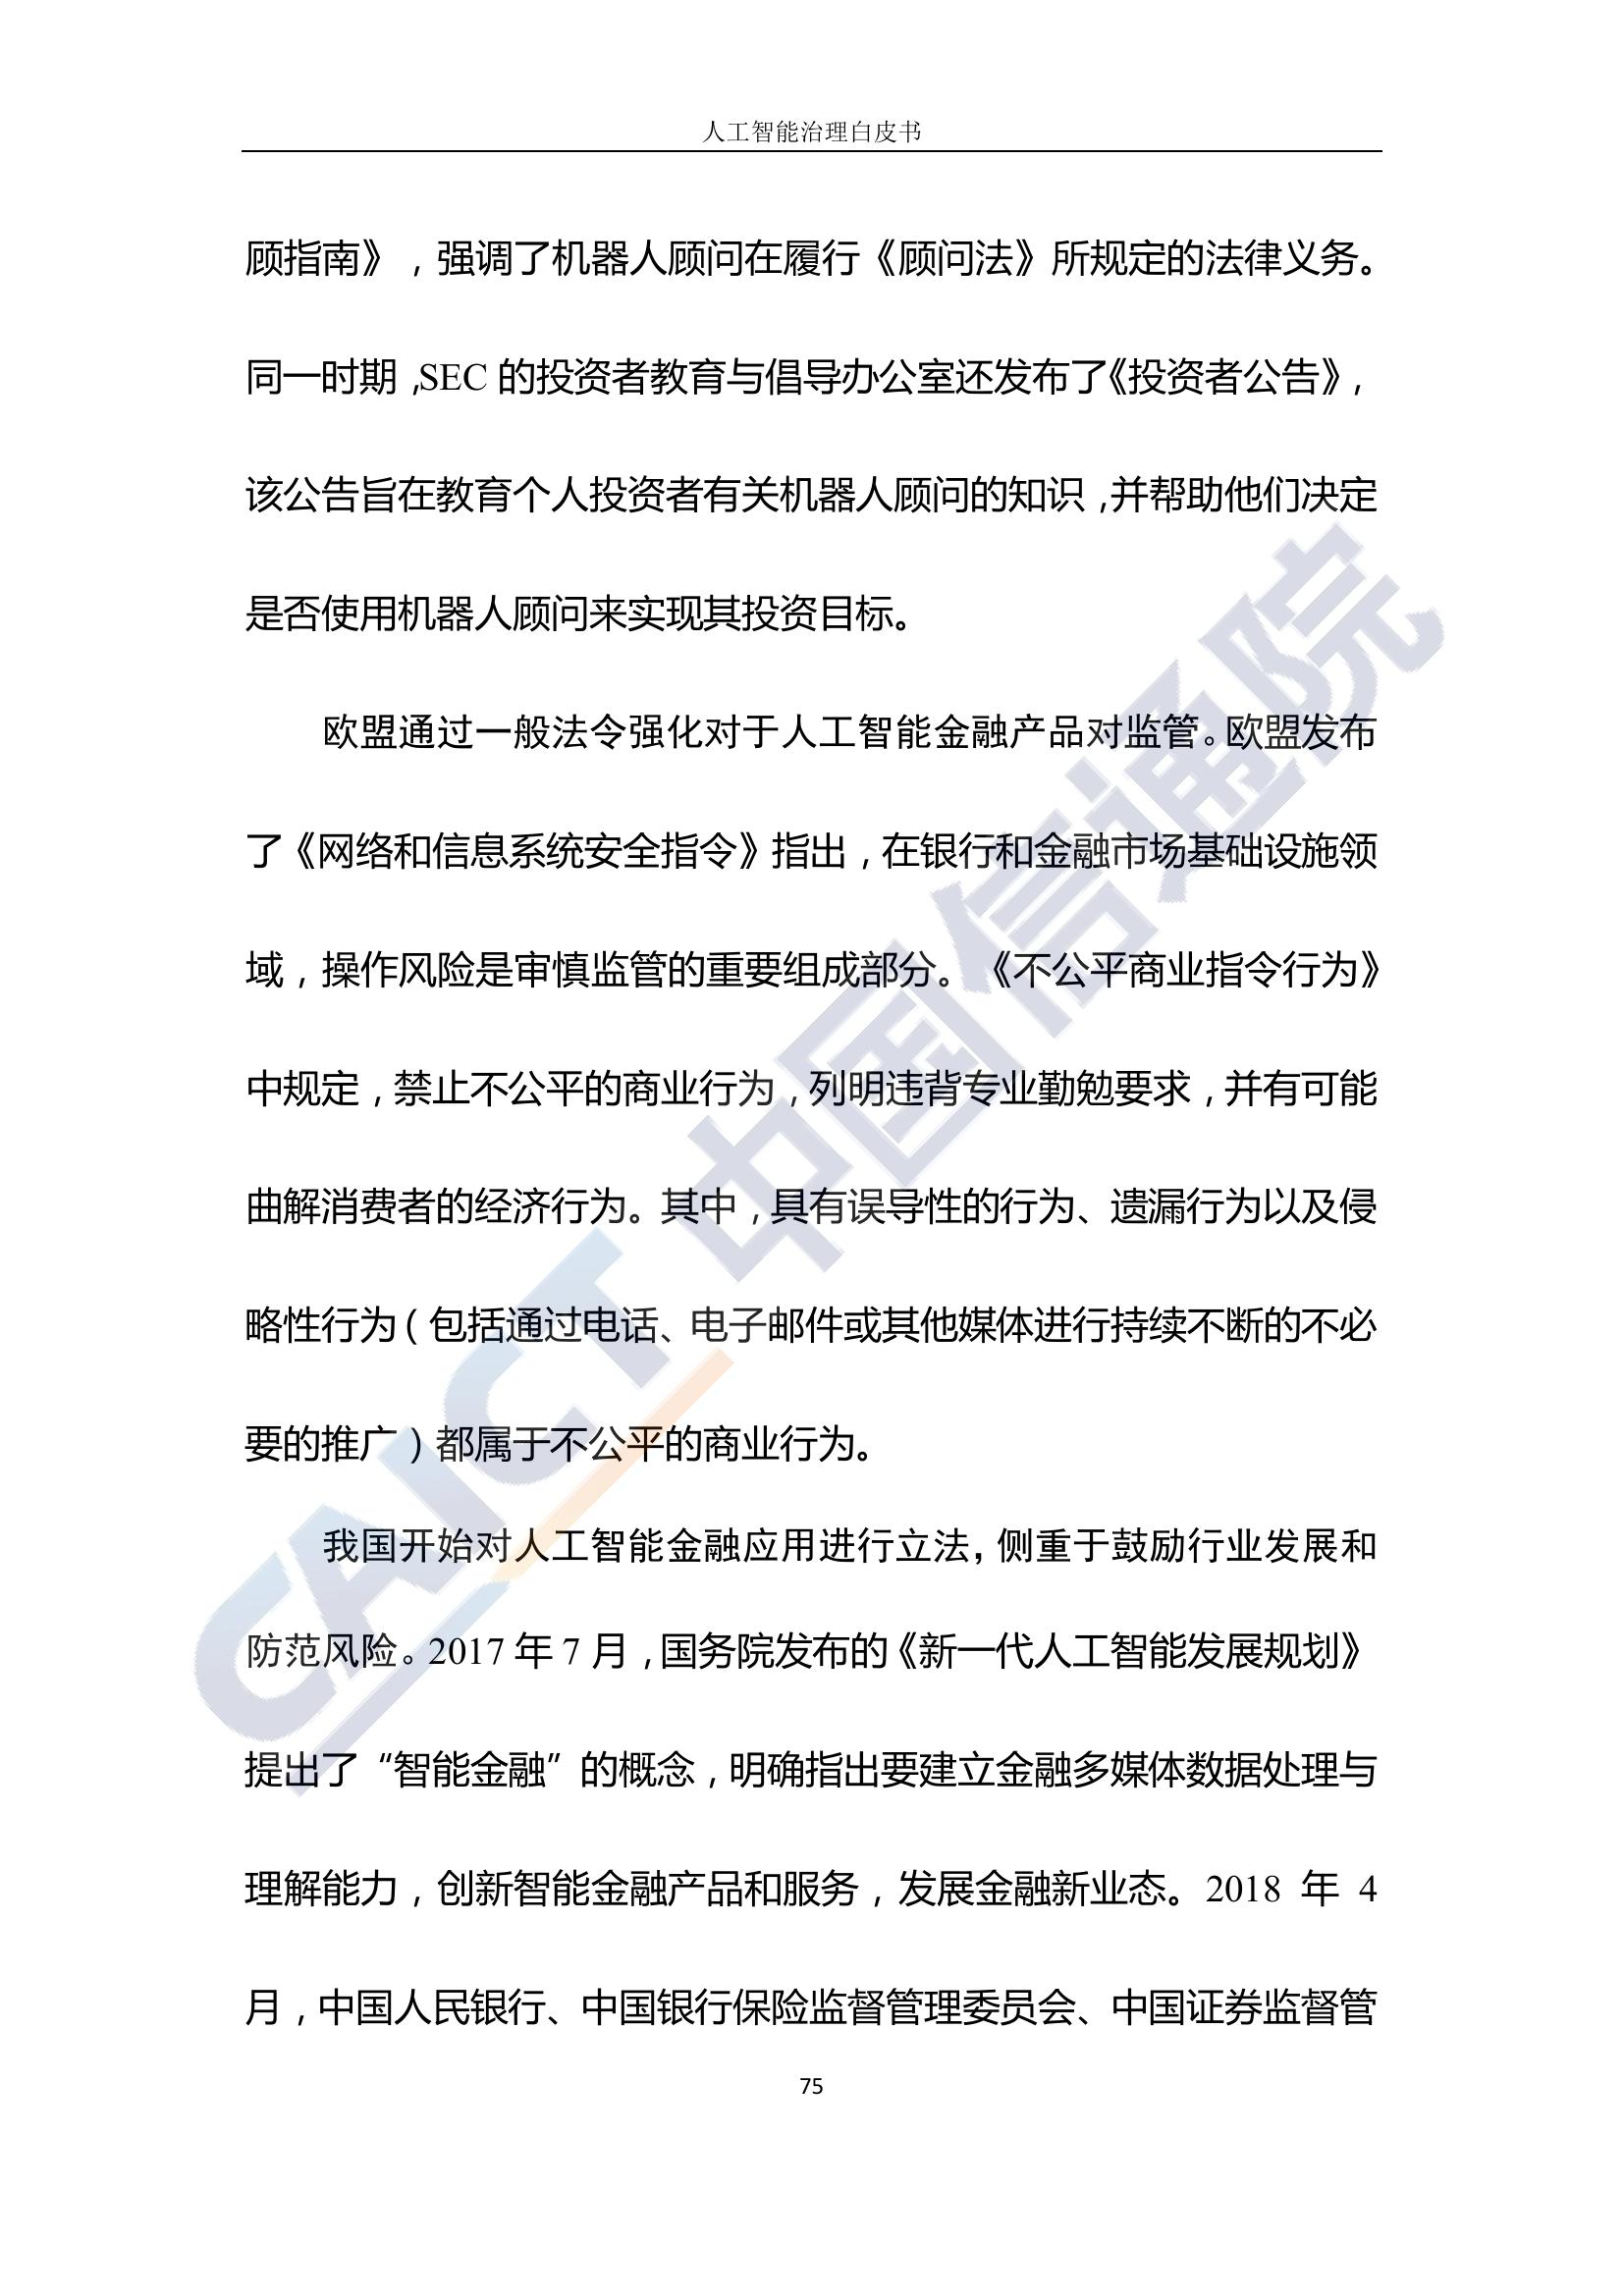 人工智能治理白皮书
顾指南》，强调了机器人顾问在履行《顾问法》所规定的法律义务。
同一时期，SEC 的投资者教育与倡导办公室还发布了《投资者公告》，
该公告旨在教育个人投资者有关机器人顾问的知识，并帮助他们决定
是否使用机器人顾问来实现其投资目标。
欧盟通过一般法令强化对于人工智能金融产品对监管。欧盟发布
了《网络和信息系统安全指令》指出，在银行和金融市场基础设施领
域，操作风险是审慎监管的重要组成部分。《不公平商业指令行为》
中规定，禁止不公平的商业行为，列明违背专业勤勉要求，并有可能
曲解消费者的经济行为。其中，具有误导性的行为、遗漏行为以及侵
略性行为（包括通过电话、电子邮件或其他媒体进行持续不断的不必
要的推广）都属于不公平的商业行为。
我国开始对人工智能金融应用进行立法，侧重于鼓励行业发展和
防范风险。2017 年 7 月，国务院发布的《新一代人工智能发展规划》
提出了“智能金融”的概念，明确指出要建立金融多媒体数据处理与
理解能力，创新智能金融产品和服务，发展金融新业态。2018 年 4
月，中国人民银行、中国银行保险监督管理委员会、中国证券监督管
75
CAICT 中国信通院